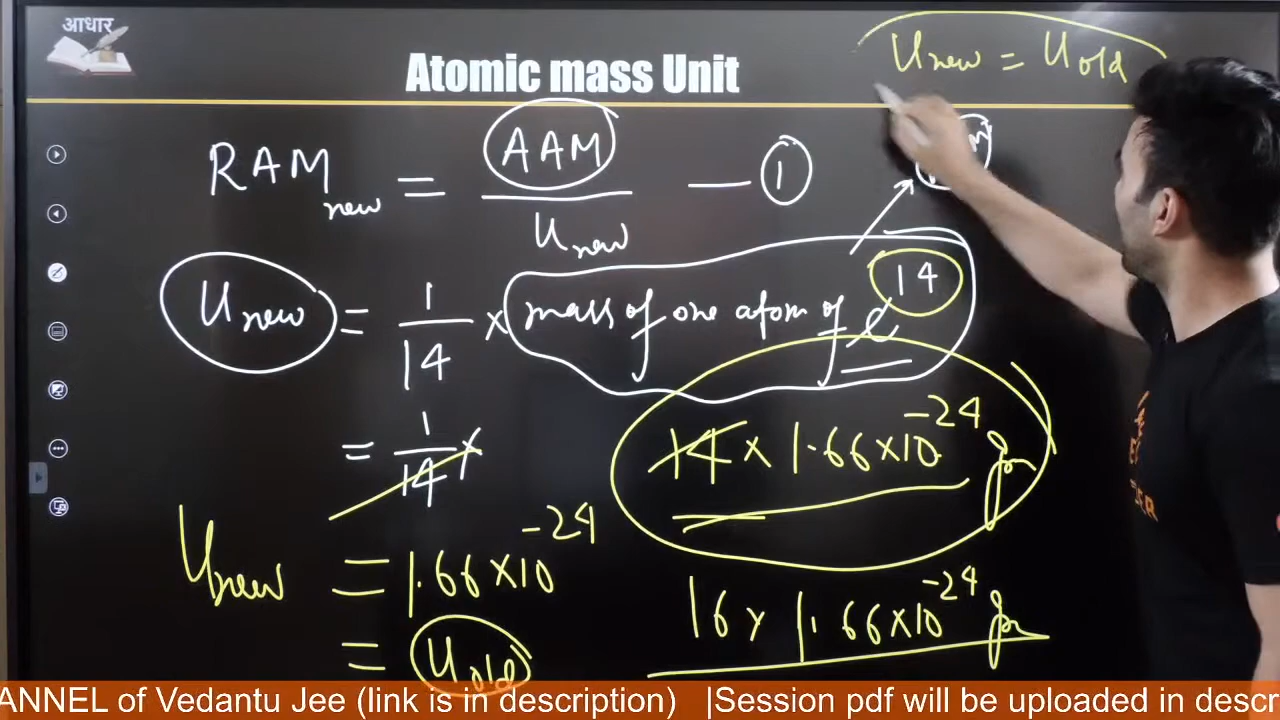 आधार
Atomic mass Unit
Unew = Uold
RAMnew = AAM / Unew — 1
Unew = 1/14 × mass of one atom of C14
= 1/14 × 14 × 1.66×10-24 gm
Unew = 1.66×10-24
= Uold
16 × 1.66×10-24 gm
ANNEL of Vedantu Jee (link is in description) |Session pdf will be uploaded in descr